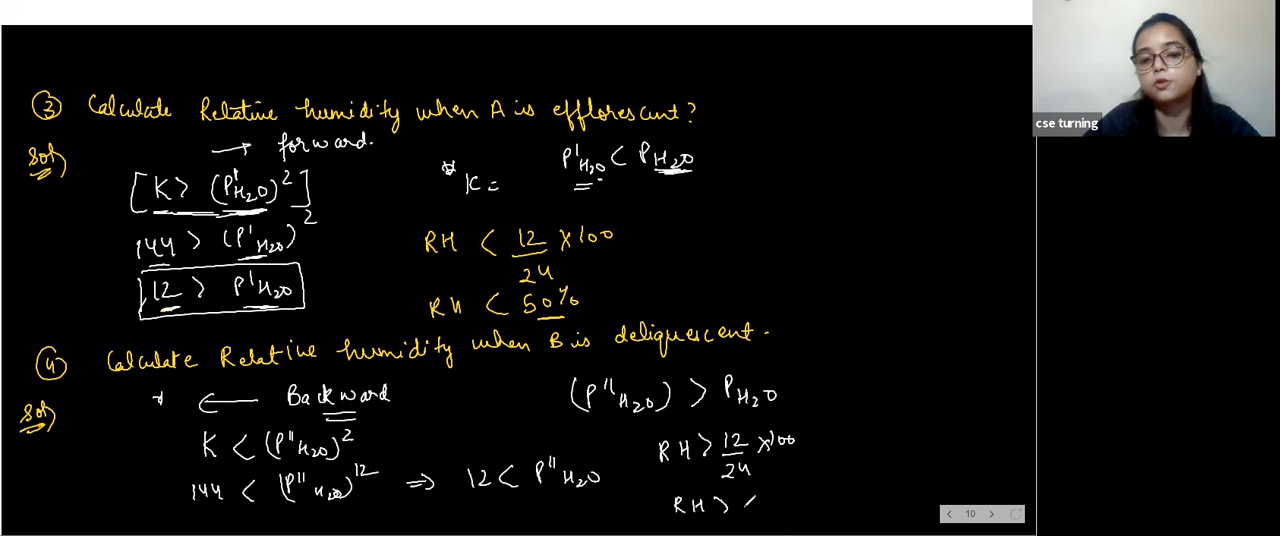 ③ Calculate Relative humidity when A is efflorescent?
Sol → forward.
[K > (P'H₂O)²] * K = P'H₂O < PH₂O
144 > (P'H₂O)²
12 > P'H₂O
RH < 12/24 × 100
RH < 50%
④ Calculate Relative humidity when B is deliquescent.
Sol * ← Backward
K < (P''H₂O)²
144 < (P''H₂O)¹² ⇒ 12 < P''H₂O
(P''H₂O) > PH₂O
RH > 12/24 × 100
RH >
cse turning
< 10 >